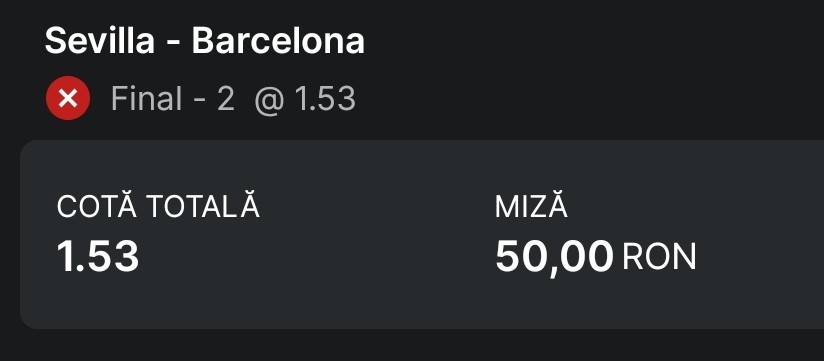 Sevilla - Barcelona
Final - 2 @ 1.53
COTĂ TOTALĂ MIZĂ
1.53 50,00 RON